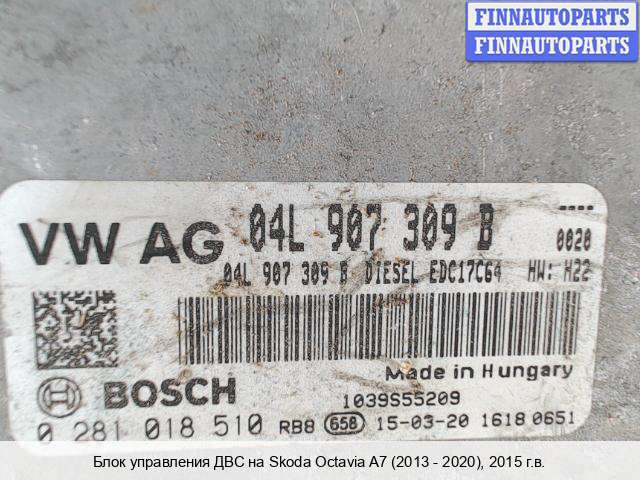 FINNAUTOPARTS
FINNAUTOPARTS
VW AG 04L 907 309 B ----
0020
04L 907 309 B DIESEL EDC17C64 HW: H22
Made in Hungary
BOSCH 1039S55209
0 281 018 510 RB8 658 15-03-20 1618 0651
Блок управления ДВС на Skoda Octavia A7 (2013 - 2020), 2015 г.в.